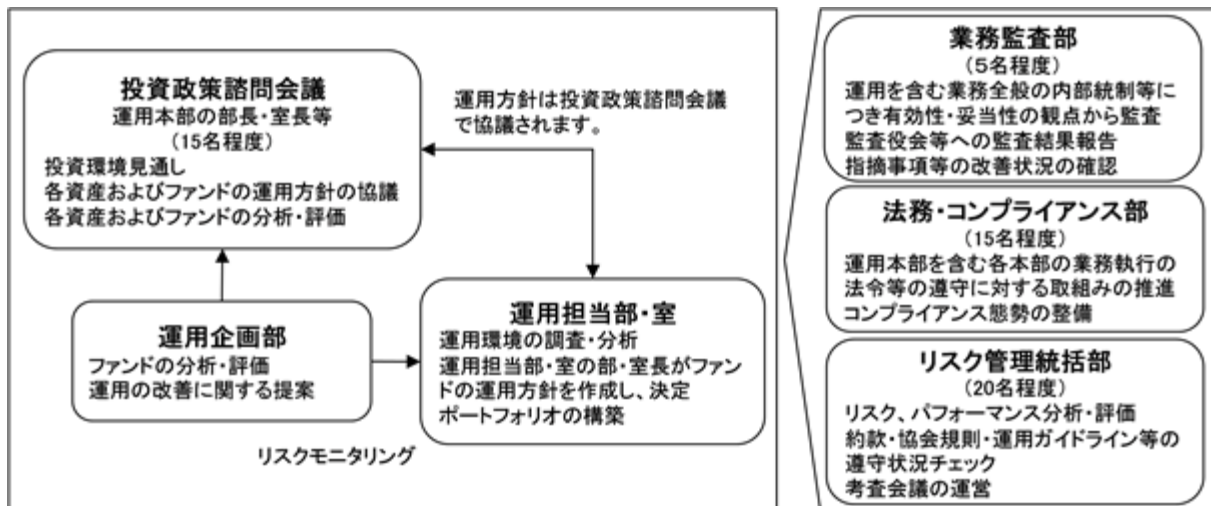 投資政策諮問会議
運用本部の部長・室長等
(15名程度)
投資環境見通し
各資産およびファンドの運用方針の協議
各資産およびファンドの分析・評価
運用方針は投資政策諮問会議
で協議されます。
運用企画部
ファンドの分析・評価
運用の改善に関する提案
運用担当部・室
運用環境の調査・分析
運用担当部・室の部・室長がファン
ドの運用方針を作成し、決定
ポートフォリオの構築
リスクモニタリング
業務監査部
(5名程度)
運用を含む業務全般の内部統制等に
つき有効性・妥当性の観点から監査
監査役会等への監査結果報告
指摘事項等の改善状況の確認
法務・コンプライアンス部
(15名程度)
運用本部を含む各本部の業務執行の
法令等の遵守に対する取組みの推進
コンプライアンス態勢の整備
リスク管理統括部
(20名程度)
リスク、パフォーマンス分析・評価
約款・協会規則・運用ガイドライン等の
遵守状況チェック
考査会議の運営